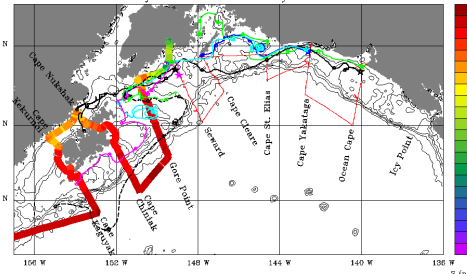 N
N
N
Cape Nukshak
Cape Kekurnoi
Cape Kaguyak
Cape Chiniak
Gore Point
Seward
Cape Cleare
Cape St. Elias
Cape Yakataga
Ocean Cape
Icy Point
156 W
152 W
148 W
144 W
140 W
136 W